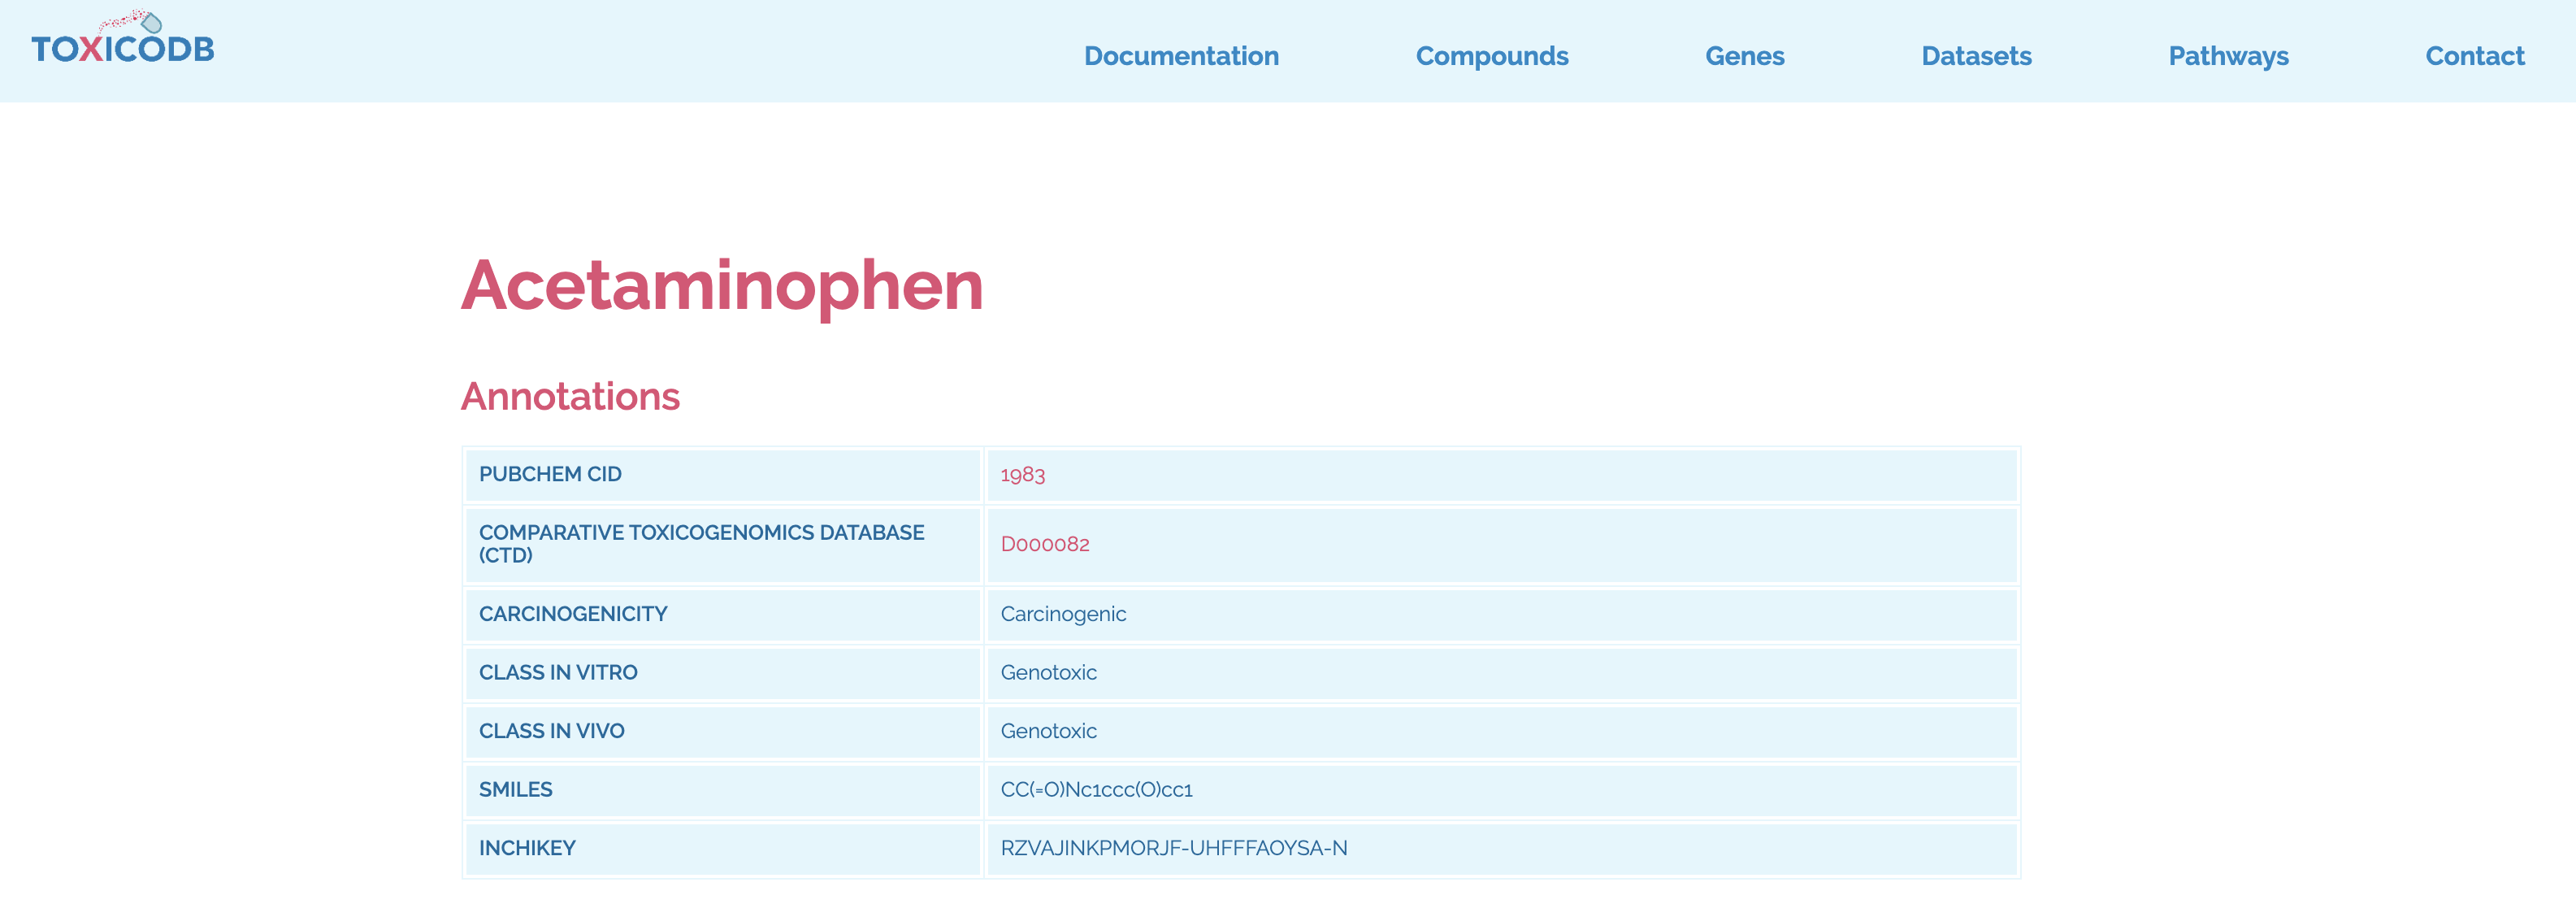 TOXICODB
Documentation Compounds Genes Datasets Pathways Contact
Acetaminophen
Annotations
PUBCHEM CID 1983
COMPARATIVE TOXICOGENOMICS DATABASE
(CTD) D000082
CARCINOGENICITY Carcinogenic
CLASS IN VITRO Genotoxic
CLASS IN VIVO Genotoxic
SMILES CC(=O)Nc1ccc(O)cc1
INCHIKEY RZVAJINKPMORJF-UHFFFAOYSA-N